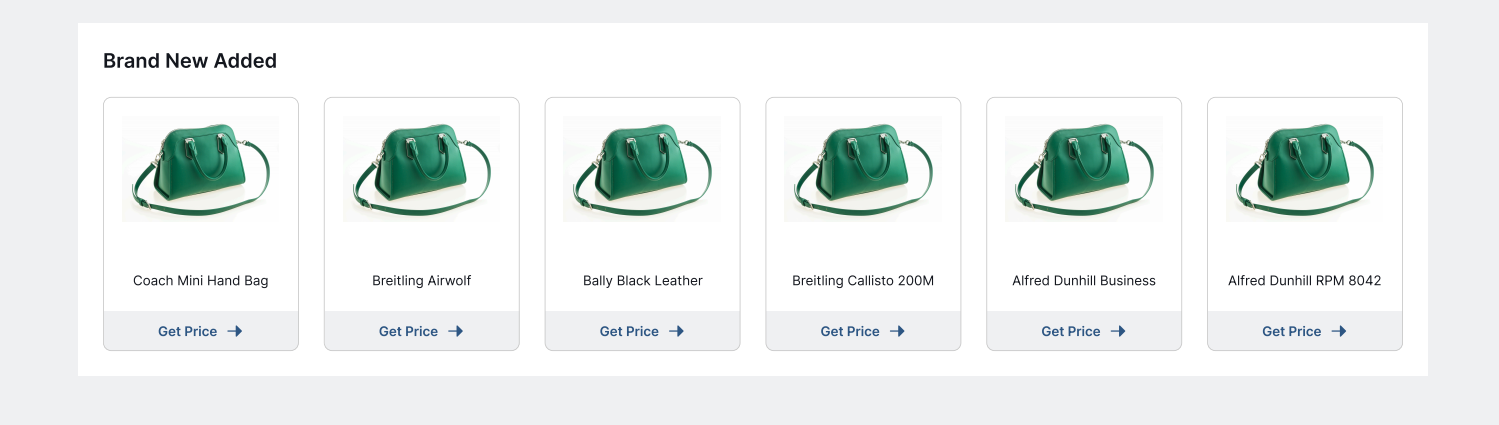 Brand New Added
Coach Mini Hand Bag
Breitling Airwolf
Bally Black Leather
Breitling Callisto 200M
Alfred Dunhill Business
Alfred Dunhill RPM 8042
Get Price
Get Price
Get Price
Get Price
Get Price
Get Price